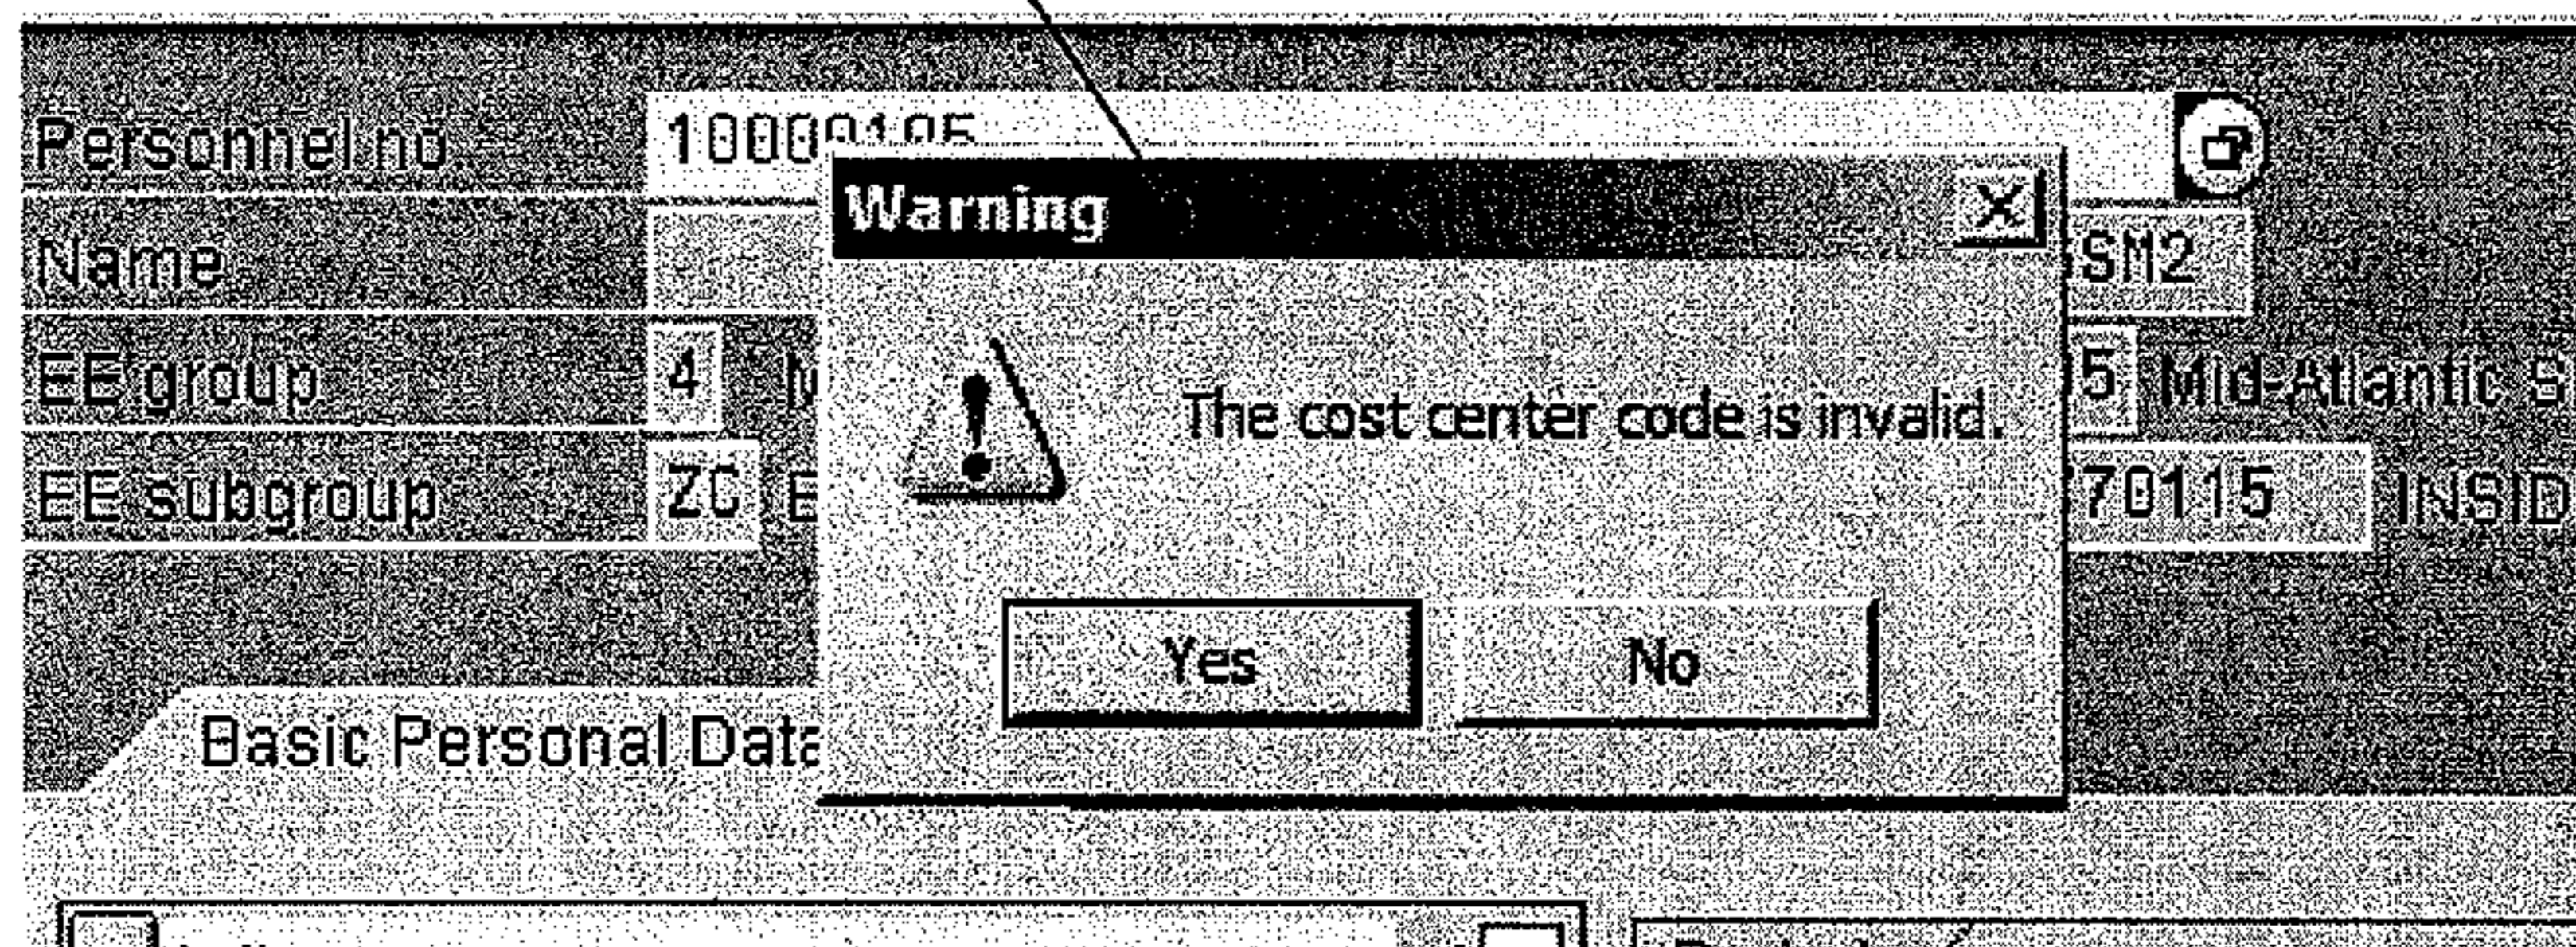 Personnel no. 10000195
Warning
Name SM2
EE group 4 5 Mid-Atlantic S
The cost center code is invalid.
EE subgroup ZC 70115 INSID
Yes No
Basic Personal Data